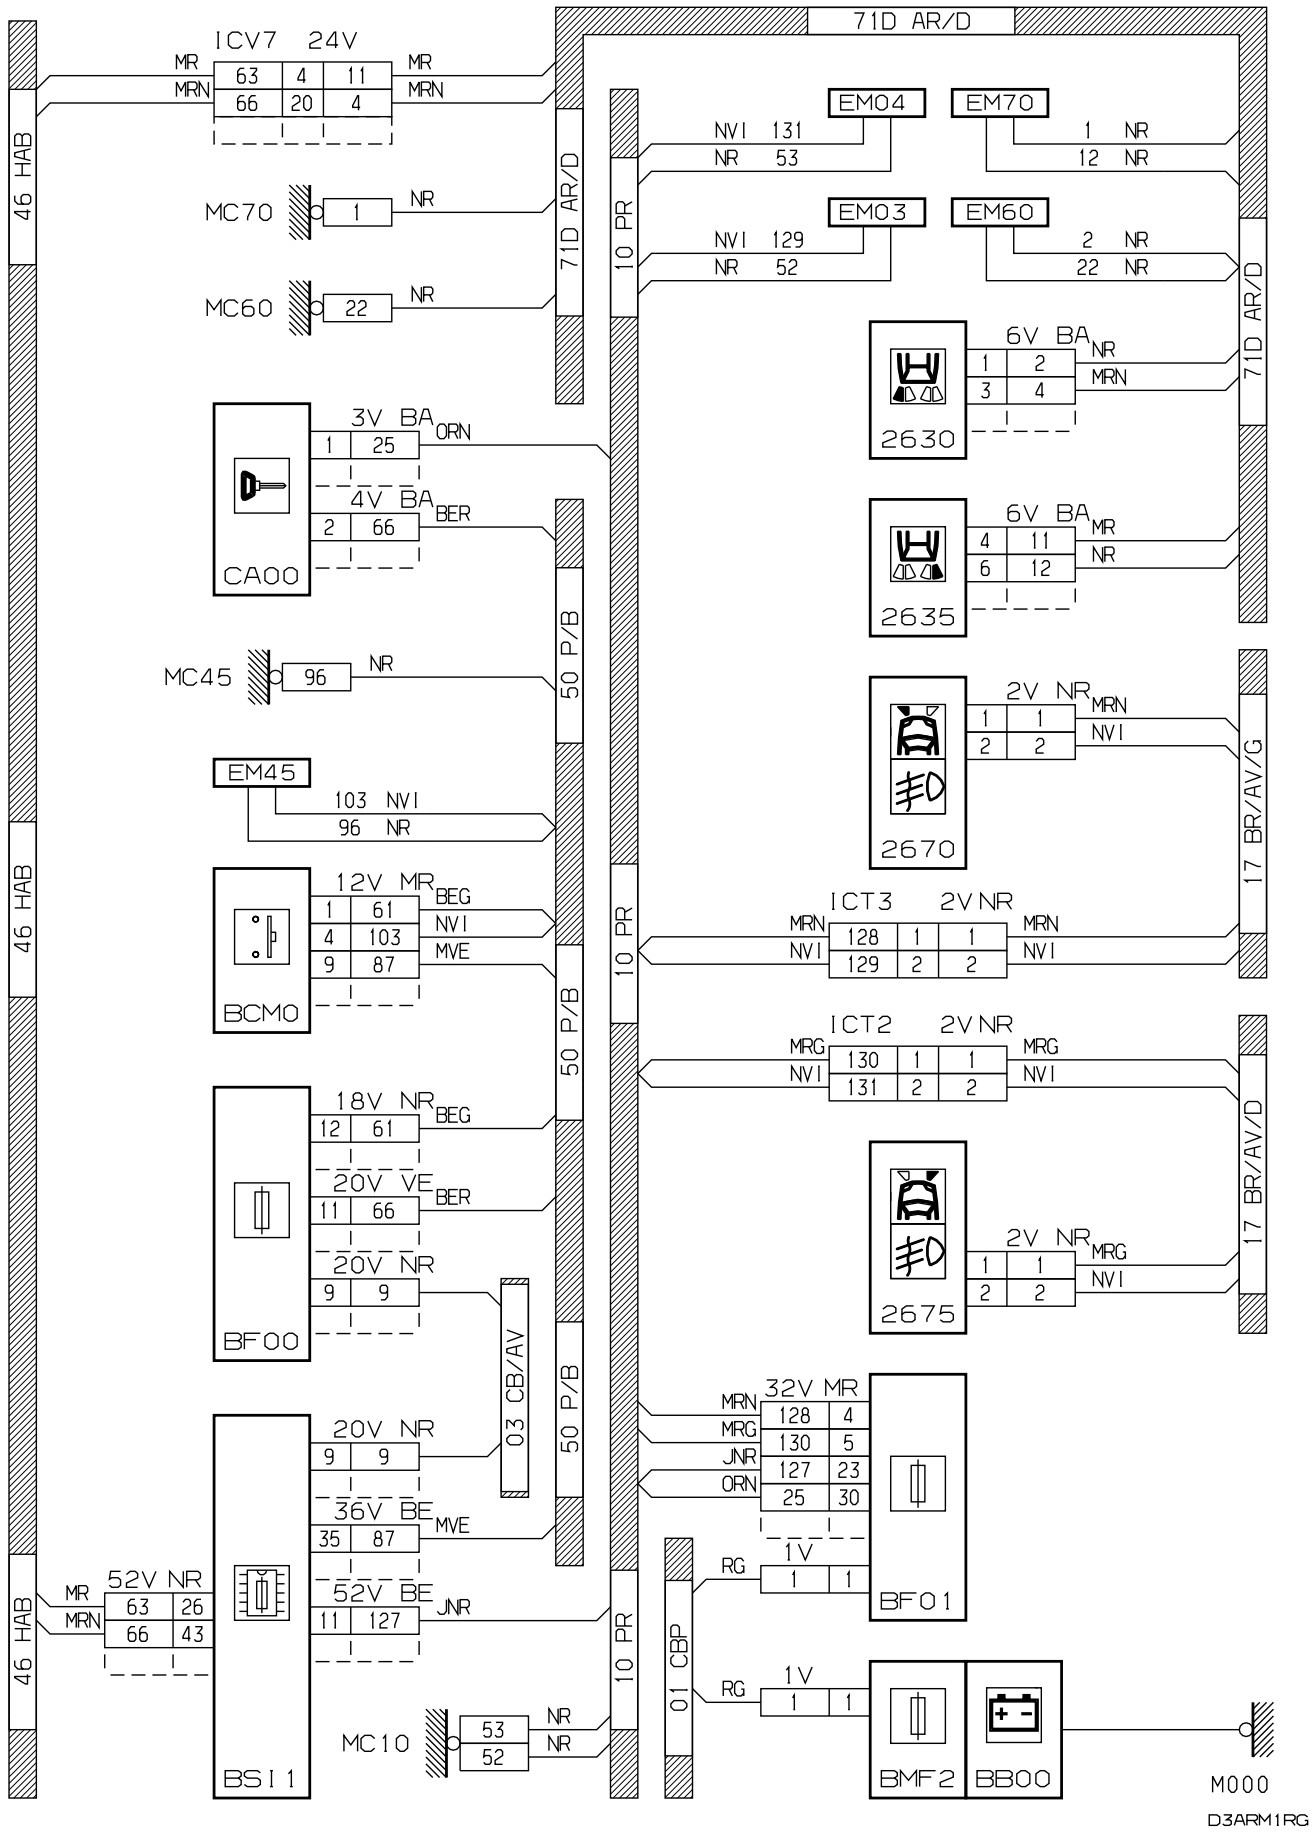 71D AR/D
ICV7 24V
MR 63 4 11 MR
MRN 66 20 4 MRN
46 HAB
71D AR/D
MC70 1 NR
MC60 22 NR
10 PR
EM04 EM70
NVI 131 1 NR
NR 53 12 NR
EM03 EM60
NVI 129 2 NR
NR 52 22 NR
71D AR/D
6V BA
1 2 NR
3 4 MRN
2630
3V BA
1 25 ORN
4V BA
2 66 BER
CA00
6V BA
4 11 MR
6 12 NR
2635
50 P/B
MC45 96 NR
2V NR
1 1 MRN
2 2 NVI
2670
17 BR/AV/G
EM45
103 NVI
96 NR
12V MR
1 61 BEG
4 103 NVI
9 87 MVE
BCM0
46 HAB
10 PR
50 P/B
ICT3 2V NR
MRN 128 1 1 MRN
NVI 129 2 2 NVI
ICT2 2V NR
MRG 130 1 1 MRG
NVI 131 2 2 NVI
17 BR/AV/D
18V NR
12 61 BEG
20V VE
11 66 BER
20V NR
9 9
BF00
2V NR
1 1 MRG
2 2 NVI
2675
03 CB/AV
50 P/B
20V NR
9 9
36V BE
35 87 MVE
52V BE
11 127 JNR
52V NR
MR 63 26
MRN 66 43
BSI1
46 HAB
32V MR
MRN 128 4
MRG 130 5
JNR 127 23
ORN 25 30
1V
RG 1 1
BF01
10 PR
01 CBP
MC10
53 NR
52 NR
1V
RG 1 1
BMF2 BB00
+ -
M000
D3ARM1RG